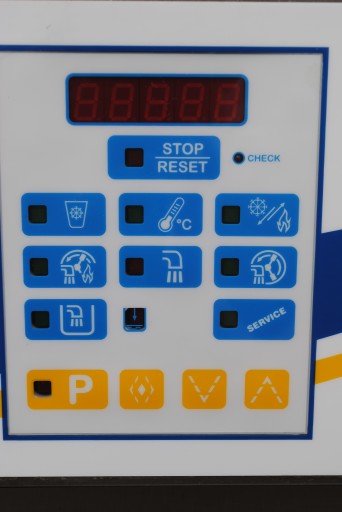 STOP
RESET
CHECK
°C
SERVICE
P